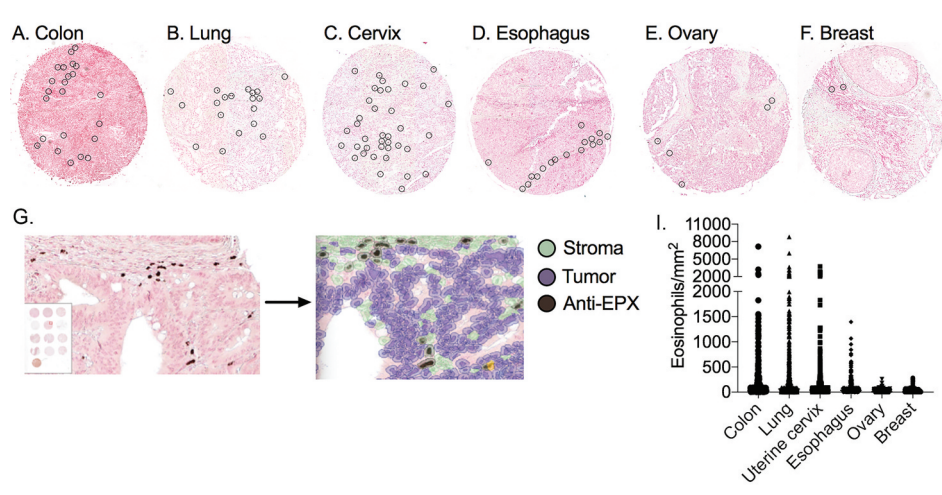 A. Colon
B. Lung
C. Cervix
D. Esophagus
E. Ovary
F. Breast
G.
Stroma
Tumor
Anti-EPX
I.
Eosinophils/mm²
11000
8000
5000
2000
2000
1500
1000
500
0
Colon
Lung
Uterine cervix
Esophagus
Ovary
Breast